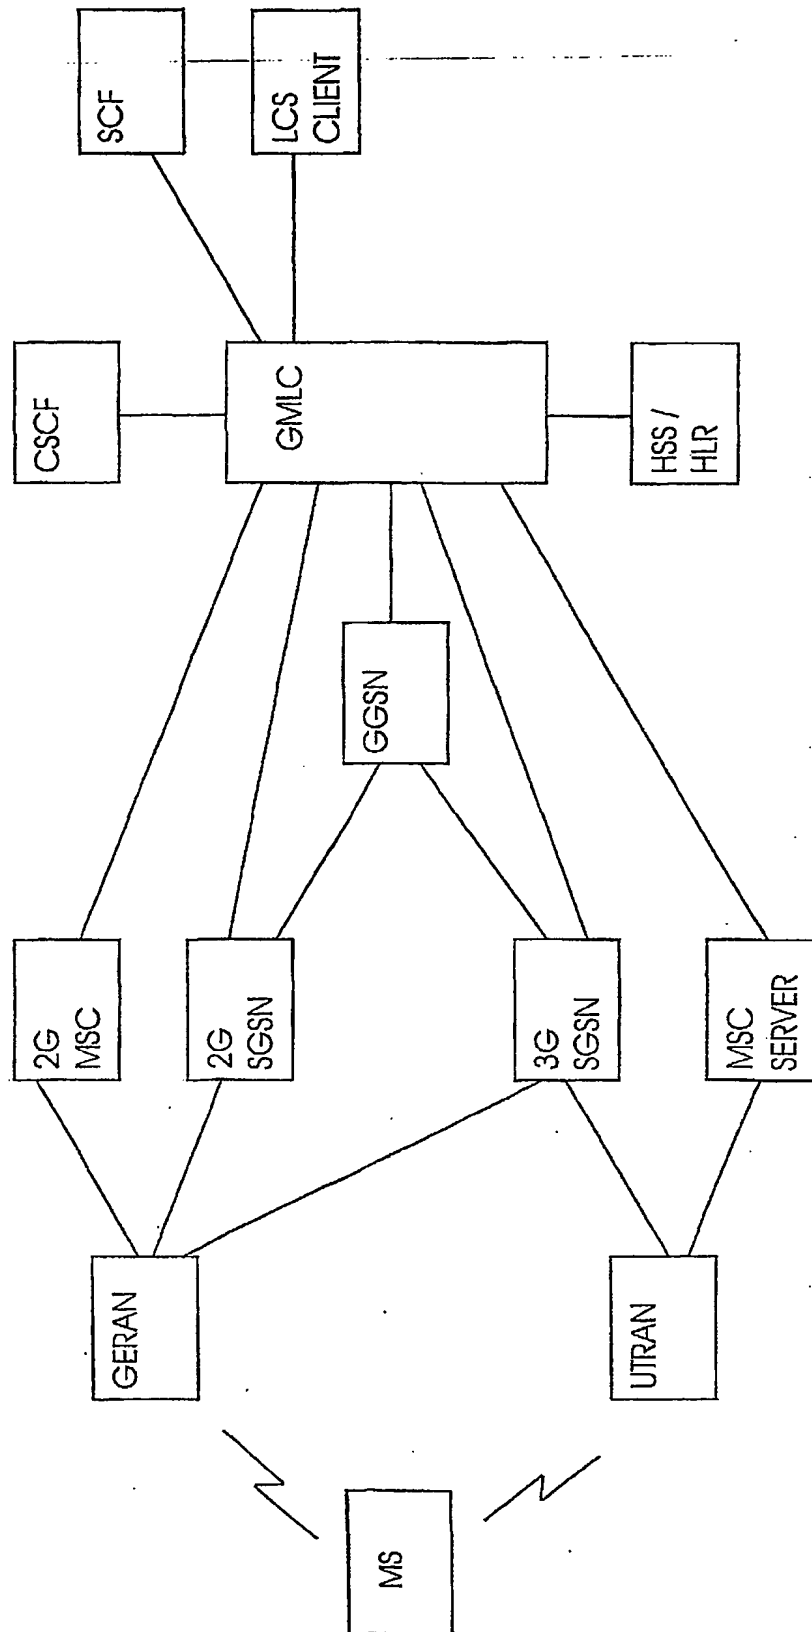 SCF
LCS
CLIENT
CSCF
GMLC
HSS /
HLR
GGSN
2G
MSC
2G
SGSN
3G
SGSN
MSC
SERVER
GERAN
UTRAN
MS